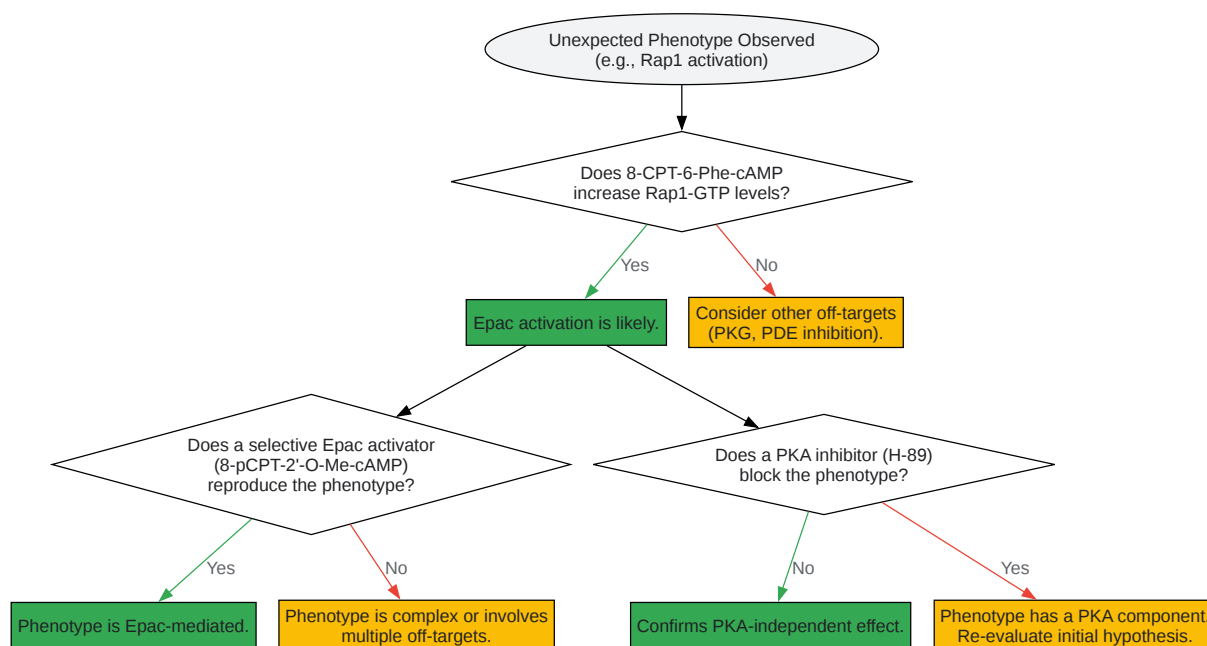 Unexpected Phenotype Observed
(e.g., Rap1 activation)
Does 8-CPT-6-Phe-cAMP
increase Rap1-GTP levels?
Yes
No
Epac activation is likely.
Consider other off-targets
(PKG, PDE inhibition).
Does a selective Epac activator
(8-pCPT-2'-O-Me-cAMP)
reproduce the phenotype?
Does a PKA inhibitor (H-89)
block the phenotype?
Yes
No
No
Yes
Phenotype is Epac-mediated.
Phenotype is complex or involves
multiple off-targets.
Confirms PKA-independent effect.
Phenotype has a PKA component.
Re-evaluate initial hypothesis.